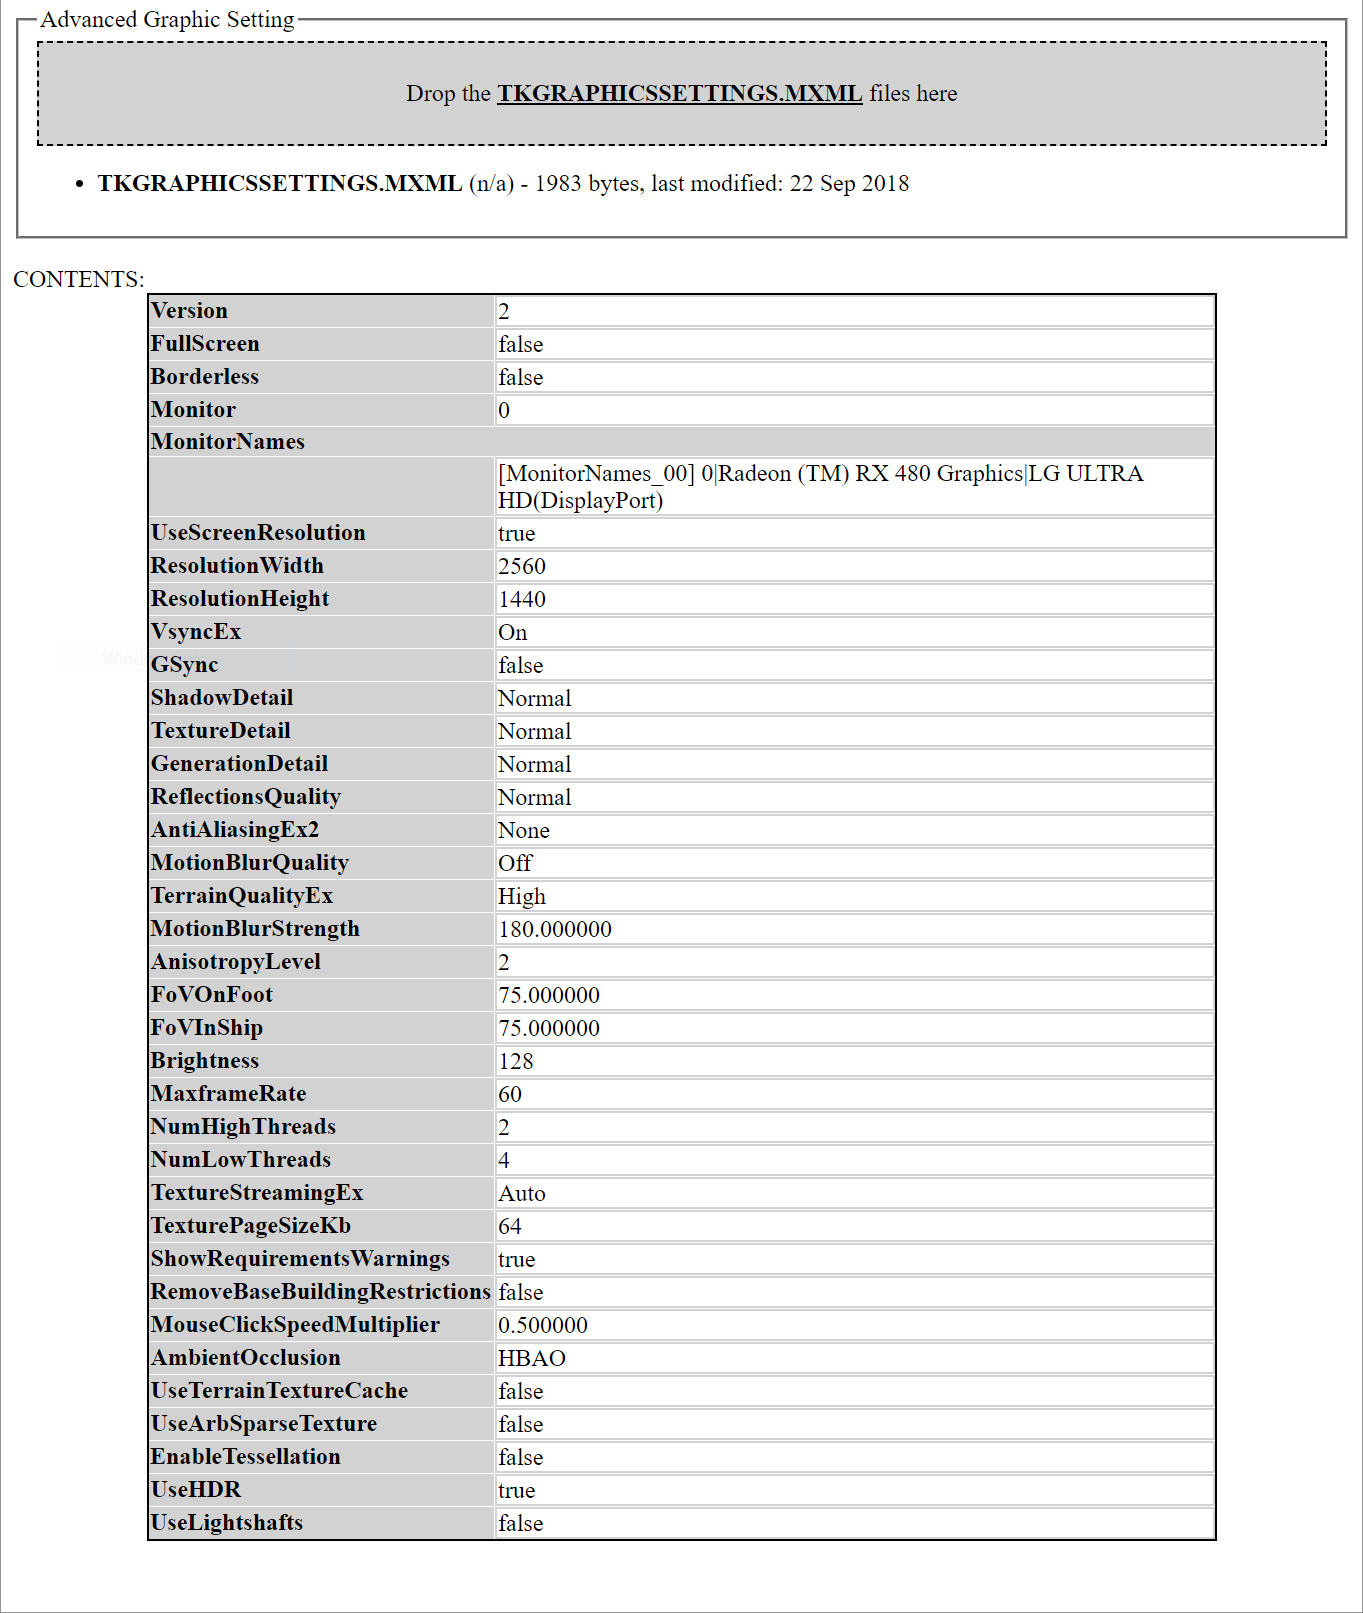 Advanced Graphic Setting
Drop the TKGRAPHICSSETTINGS.MXML files here
• TKGRAPHICSSETTINGS.MXML (n/a) - 1983 bytes, last modified: 22 Sep 2018
CONTENTS:
Version 2
FullScreen false
Borderless false
Monitor 0
MonitorNames
[MonitorNames_00] 0|Radeon (TM) RX 480 Graphics|LG ULTRA
HD(DisplayPort)
UseScreenResolution true
ResolutionWidth 2560
ResolutionHeight 1440
VsyncEx On
GSync false
ShadowDetail Normal
TextureDetail Normal
GenerationDetail Normal
ReflectionsQuality Normal
AntiAliasingEx2 None
MotionBlurQuality Off
TerrainQualityEx High
MotionBlurStrength 180.000000
AnisotropyLevel 2
FoVOnFoot 75.000000
FoVInShip 75.000000
Brightness 128
MaxframeRate 60
NumHighThreads 2
NumLowThreads 4
TextureStreamingEx Auto
TexturePageSizeKb 64
ShowRequirementsWarnings true
RemoveBaseBuildingRestrictions false
MouseClickSpeedMultiplier 0.500000
AmbientOcclusion HBAO
UseTerrainTextureCache false
UseArbSparseTexture false
EnableTessellation false
UseHDR true
UseLightshafts false